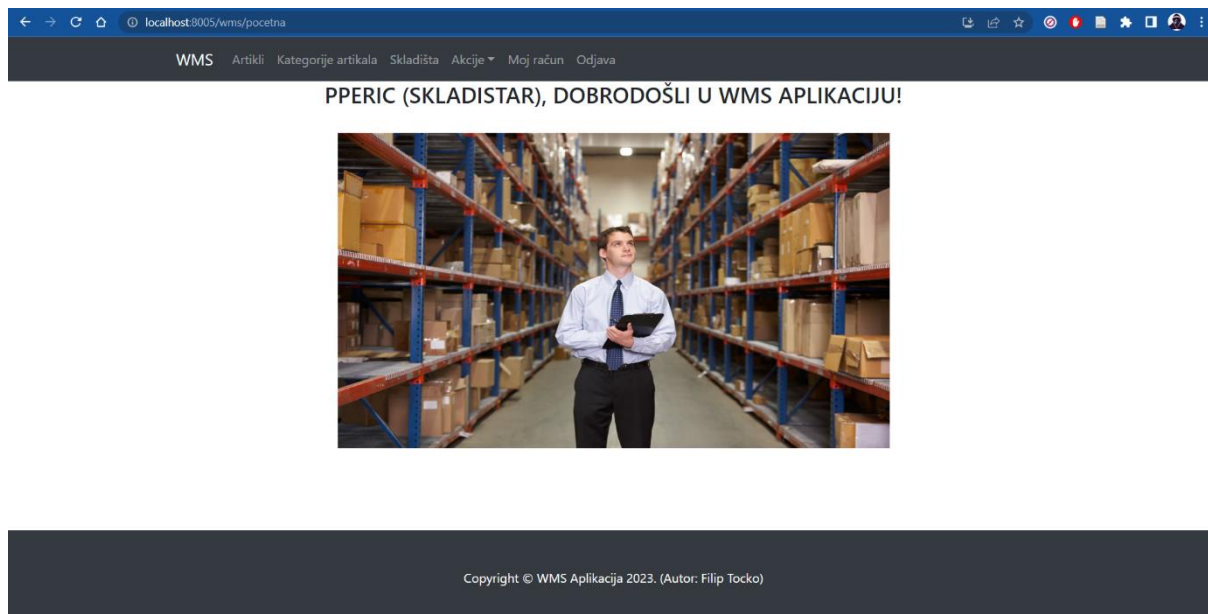 localhost:8005/wms/pocetna
WMS Artikli Kategorije artikala Skladišta Akcije Moj račun Odjava
PPERIC (SKLADISTAR), DOBRODOŠLI U WMS APLIKACIJU!
Copyright © WMS Aplikacija 2023. (Autor: Filip Tocko)